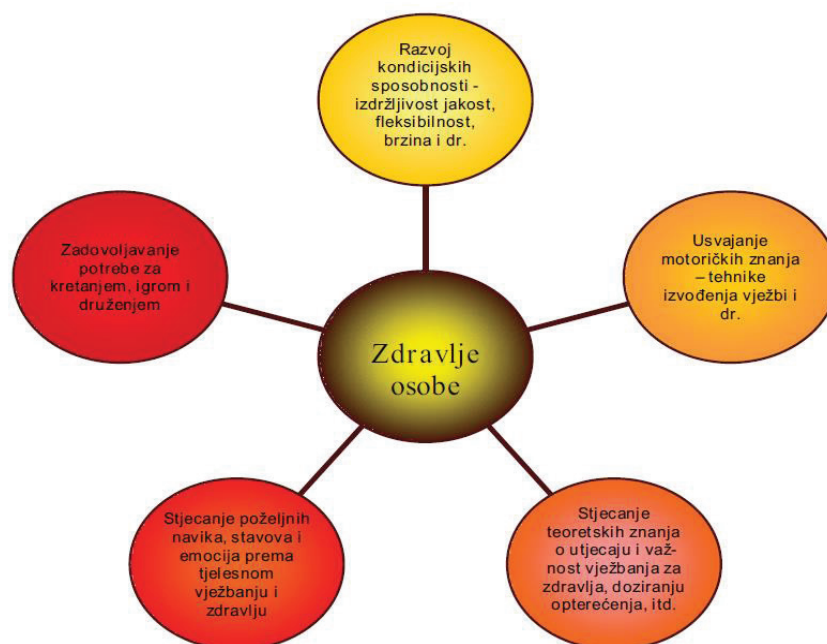 Razvoj
kondicijskih
sposobnosti -
izdržljivost jakost,
fleksibilnost,
brzina i dr.
Zadovoljavanje
potrebe za
kretanjem, igrom i
druženjem
Usvajanje
motoričkih znanja
– tehnike
izvođenja vježbi i
dr.
Zdravlje
osobe
Stjecanje poželjnih
navika, stavova i
emocija prema
tjelesnom
vježbanju i
zdravlju
Stjecanje
teoretskih znanja
o utjecaju i važ-
nost vježbanja za
zdravlja, doziranju
opterećenja, itd.